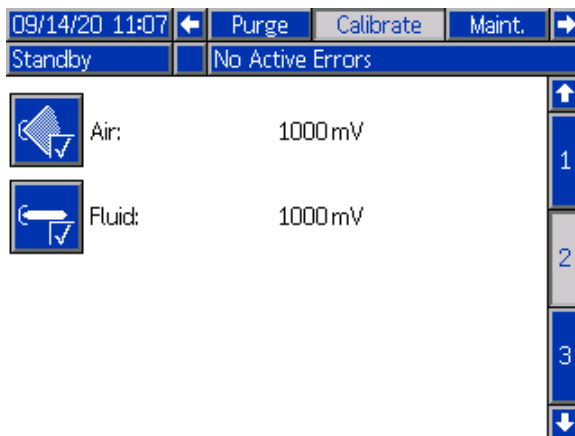 09/14/20 11:07 Purge Calibrate Maint.
Standby No Active Errors
Air: 1000 mV
1
Fluid: 1000 mV
2
3